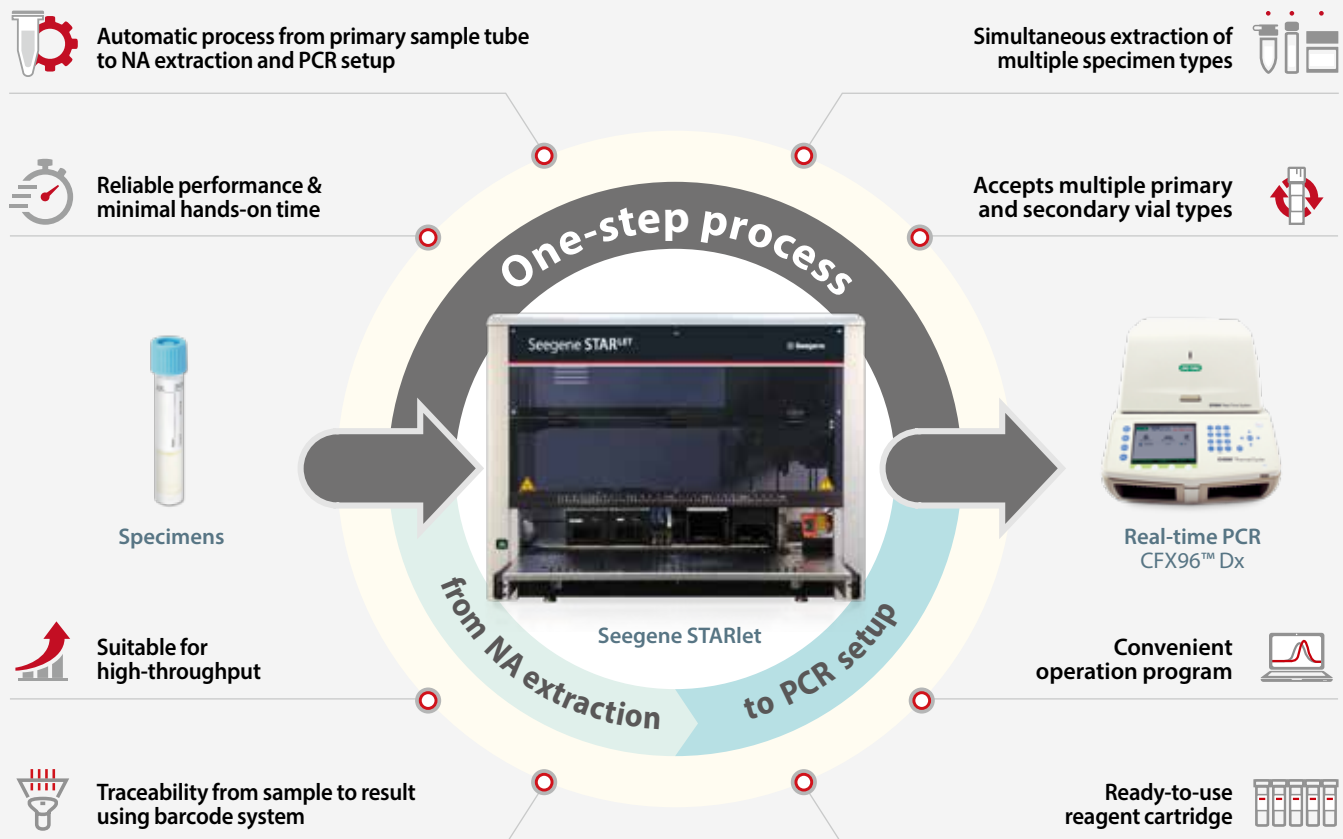 Automatic process from primary sample tube
to NA extraction and PCR setup
Simultaneous extraction of
multiple specimen types
Reliable performance &
minimal hands-on time
Accepts multiple primary
and secondary vial types
One-step process
Seegene STARLET
Seegene
Specimens
Real-time PCR
CFX96™ Dx
Seegene STARlet
from NA extraction
to PCR setup
Suitable for
high-throughput
Convenient
operation program
Traceability from sample to result
using barcode system
Ready-to-use
reagent cartridge